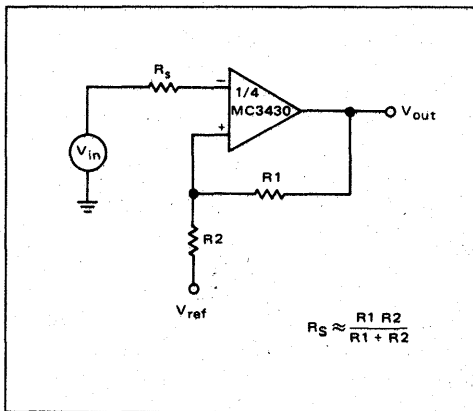 Rs
−
1/4
MC3430
+
Vout
Vin
R1
R2
Vref
RS ≈ R1 R2
R1 + R2